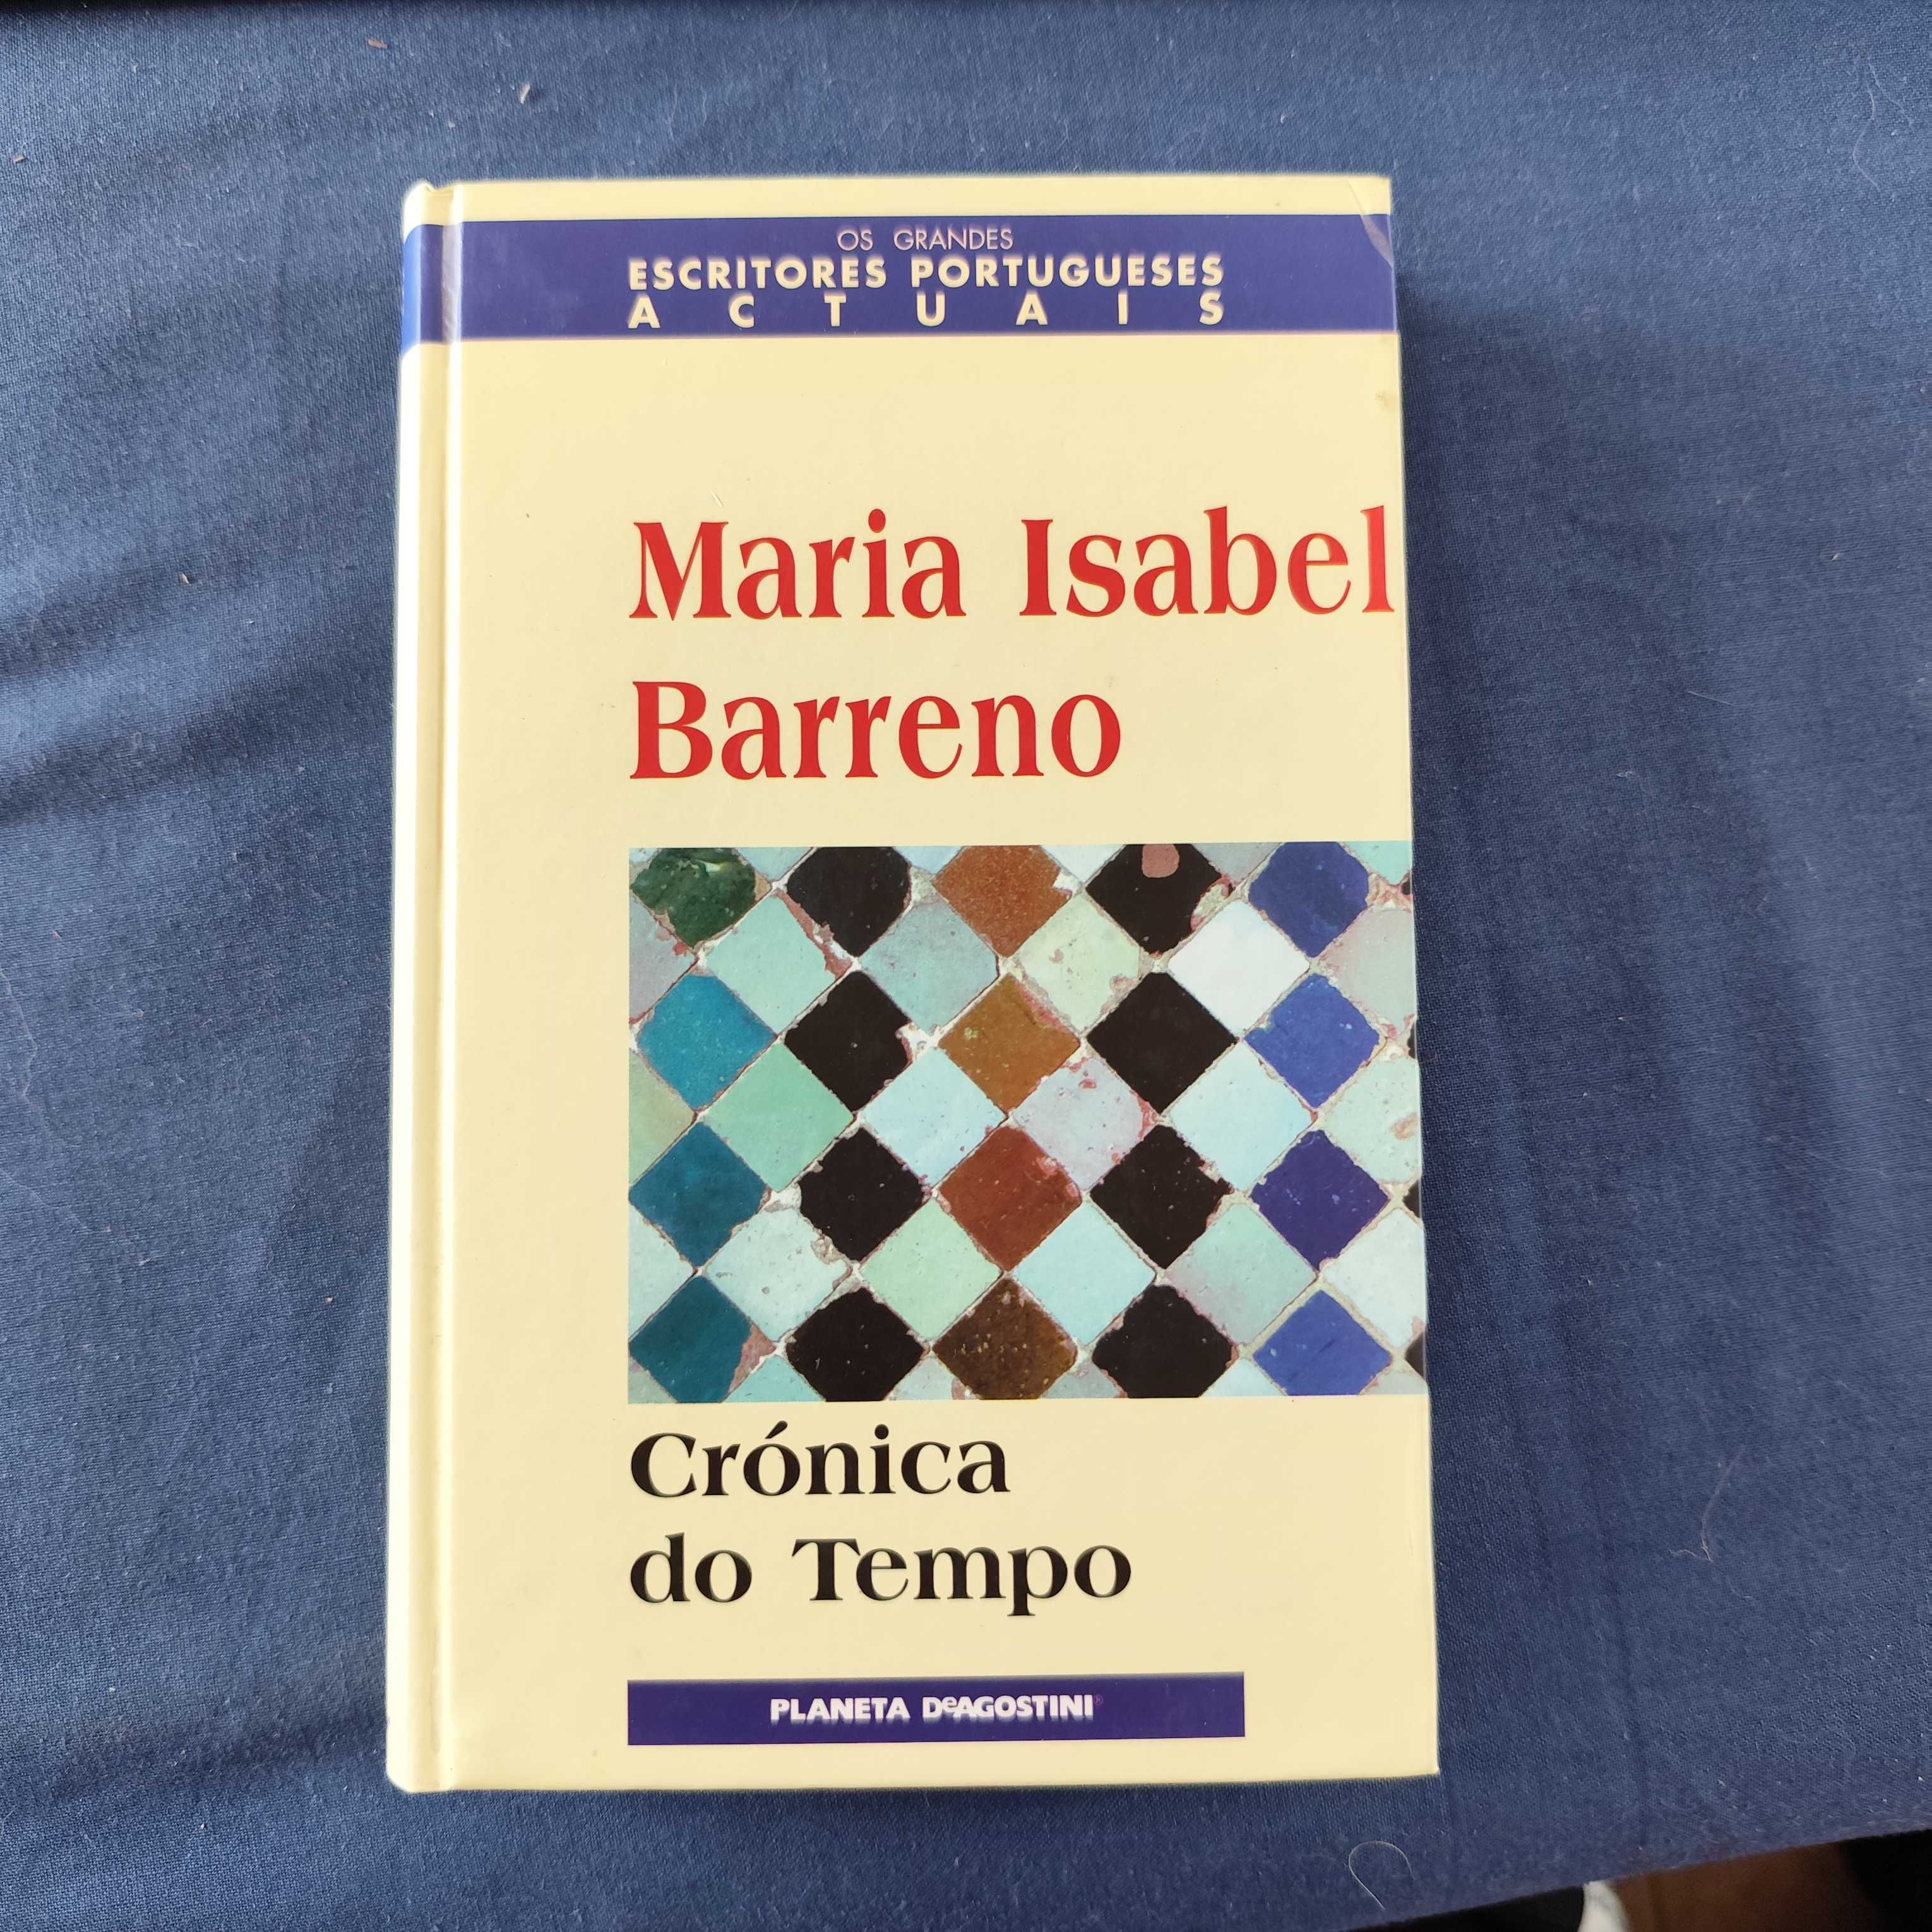 OS GRANDES
ESCRITORES PORTUGUESES
ACTUAIS
Maria Isabel
Barreno
Crónica
do Tempo
PLANETA DeAGOSTINI®